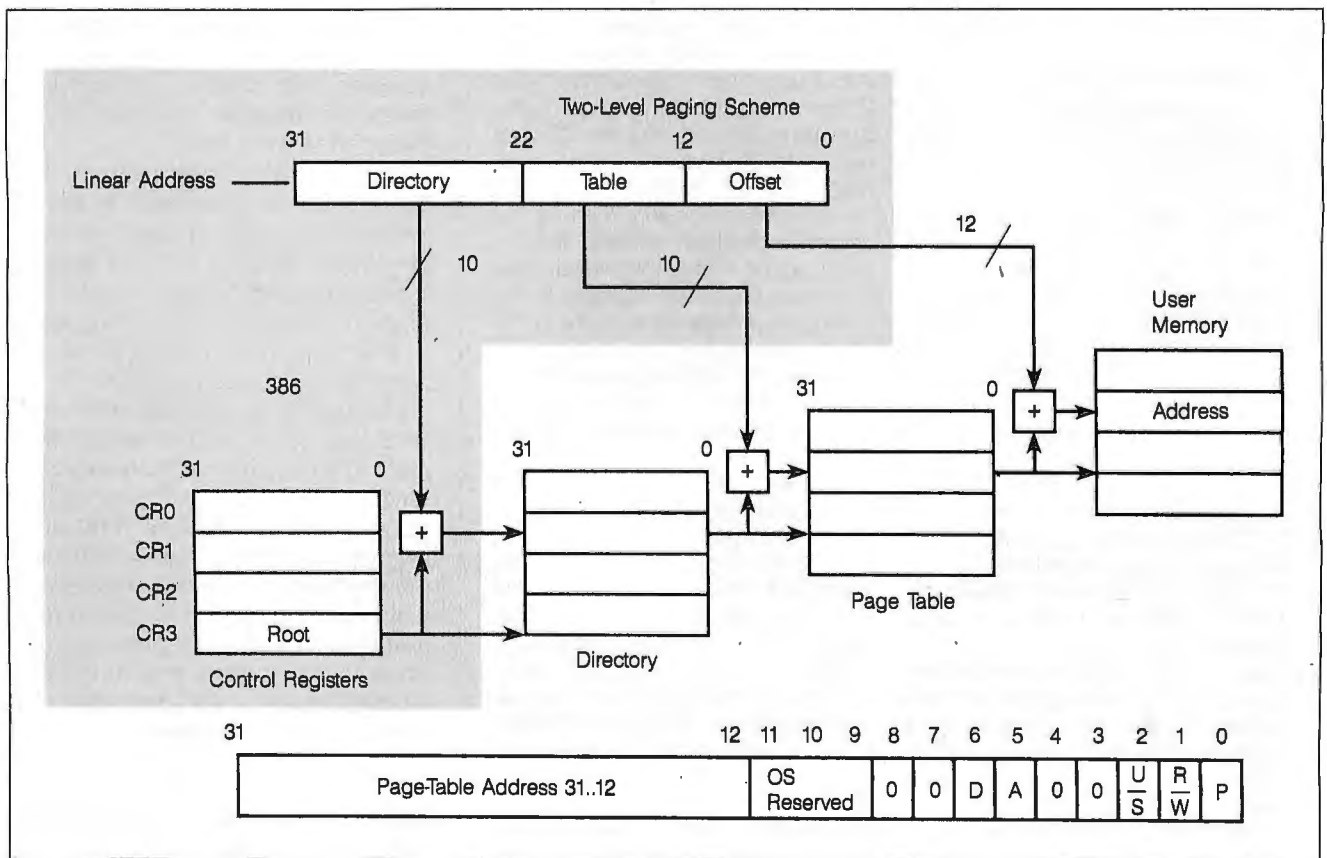 Two-Level Paging Scheme
31 22 12 0
Linear Address Directory Table Offset
12
10 10
User
Memory
386
31 0
Address
+
31 0
+
31 0
CR0
CR1
CR2
CR3 Root
+
Page Table
Directory
Control Registers
31 12 11 10 9 8 7 6 5 4 3 2 1 0
Page-Table Address 31..12 OS Reserved 0 0 D A 0 0 U/S R/W P